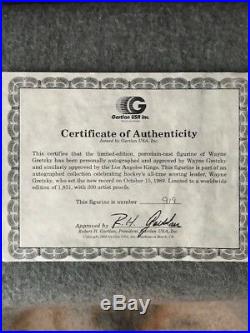 G
Gartlan USA Inc.
Certificate of Authenticity
Issued by Gartlan USA, Inc.
This certifies that the limited-edition, porcelain-cast figurine of Wayne
Gretzky has been personally autographed and approved by Wayne Gretzky
and similarly approved by the Los Angeles Kings. This figurine is part of an
autographed collection celebrating hockey's all-time scoring leader, Wayne
Gretzky, who set the new record on October 15, 1989. Limited to a worldwide
edition of 1,851, with 300 artist proofs.
This figurine is number 919
Approved by
Robert H. Gartlan, President, Gartlan USA, Inc.
Worthopedia.com